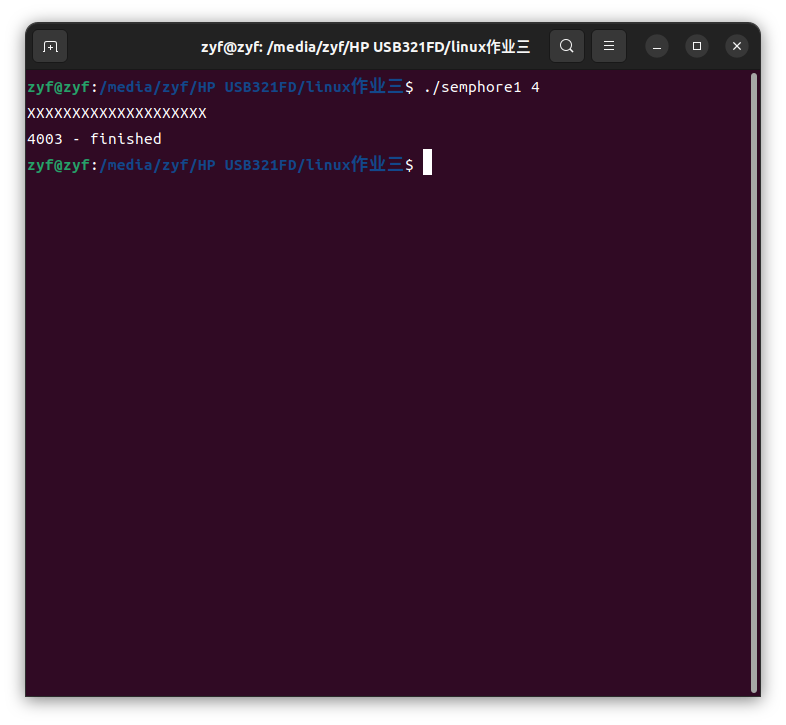 zyf@zyf: /media/zyf/HP USB321FD/linux作业三
zyf@zyf:/media/zyf/HP USB321FD/linux作业三$ ./semphore1 4
XXXXXXXXXXXXXXXXXXXX
4003 - finished
zyf@zyf:/media/zyf/HP USB321FD/linux作业三$